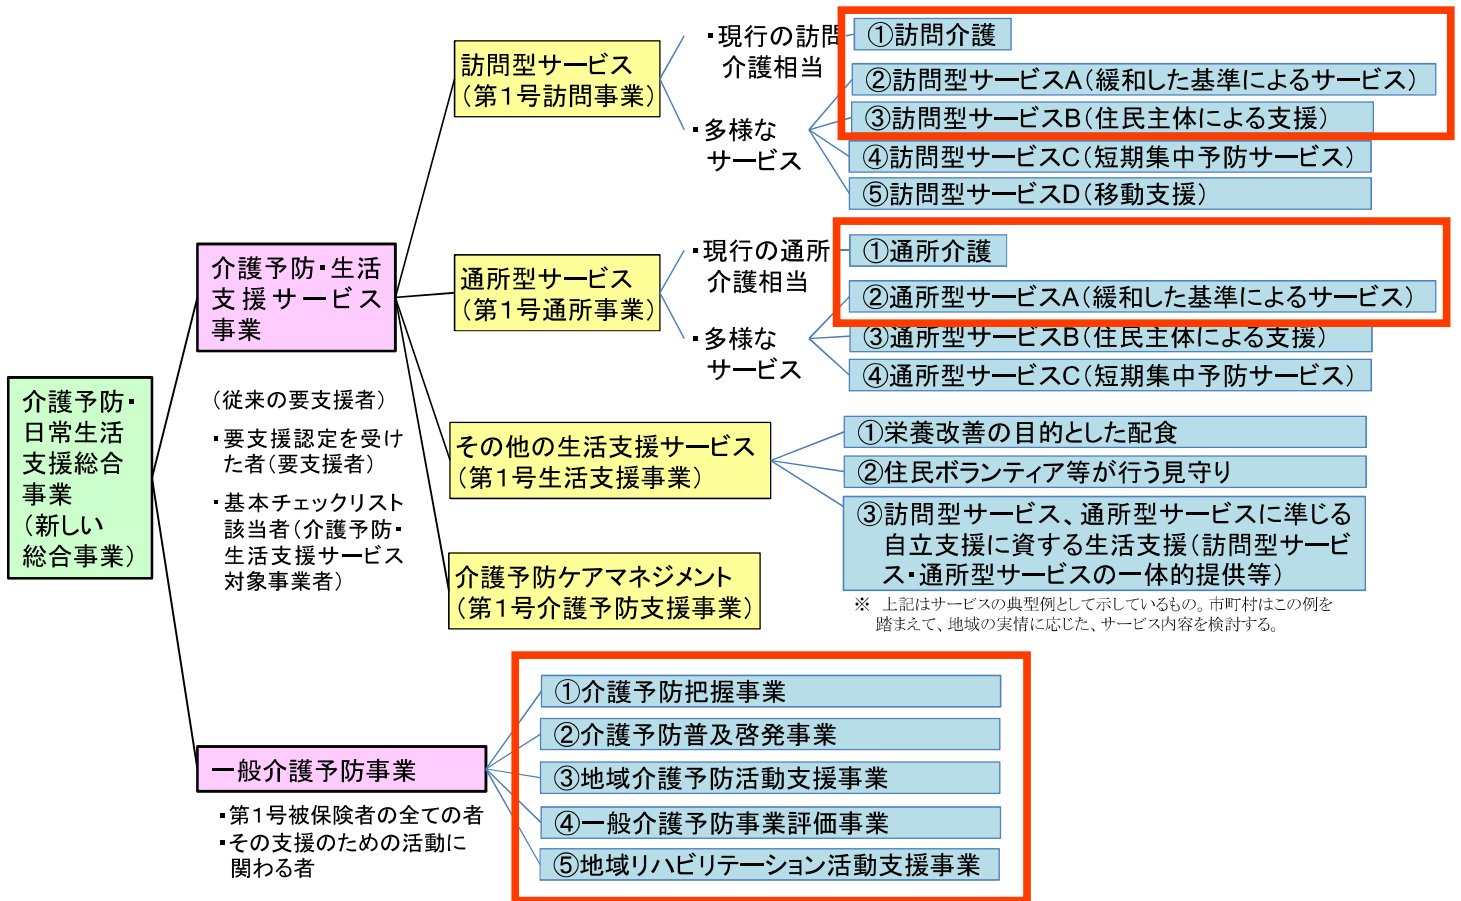 介護予防・
日常生活
支援総合
事業
（新しい
総合事業）
介護予防・生活
支援サービス
事業
（従来の要支援者）
・要支援認定を受け
た者（要支援者）
・基本チェックリスト
該当者（介護予防・
生活支援サービス
対象事業者）
訪問型サービス
（第１号訪問事業）
・現行の訪問
介護相当
①訪問介護
・多様な
サービス
②訪問型サービスA（緩和した基準によるサービス）
③訪問型サービスB（住民主体による支援）
④訪問型サービスC（短期集中予防サービス）
⑤訪問型サービスD（移動支援）
通所型サービス
（第１号通所事業）
・現行の通所
介護相当
①通所介護
・多様な
サービス
②通所型サービスA（緩和した基準によるサービス）
③通所型サービスB（住民主体による支援）
④通所型サービスC（短期集中予防サービス）
その他の生活支援サービス
（第１号生活支援事業）
①栄養改善の目的とした配食
②住民ボランティア等が行う見守り
③訪問型サービス、通所型サービスに準じる
自立支援に資する生活支援（訪問型サービ
ス・通所型サービスの一体的提供等）
※　上記はサービスの典型例として示しているもの。市町村はこの例を
踏まえて、地域の実情に応じた、サービス内容を検討する。
介護予防ケアマネジメント
（第１号介護予防支援事業）
一般介護予防事業
・第１号被保険者の全ての者
・その支援のための活動に
関わる者
①介護予防把握事業
②介護予防普及啓発事業
③地域介護予防活動支援事業
④一般介護予防事業評価事業
⑤地域リハビリテーション活動支援事業